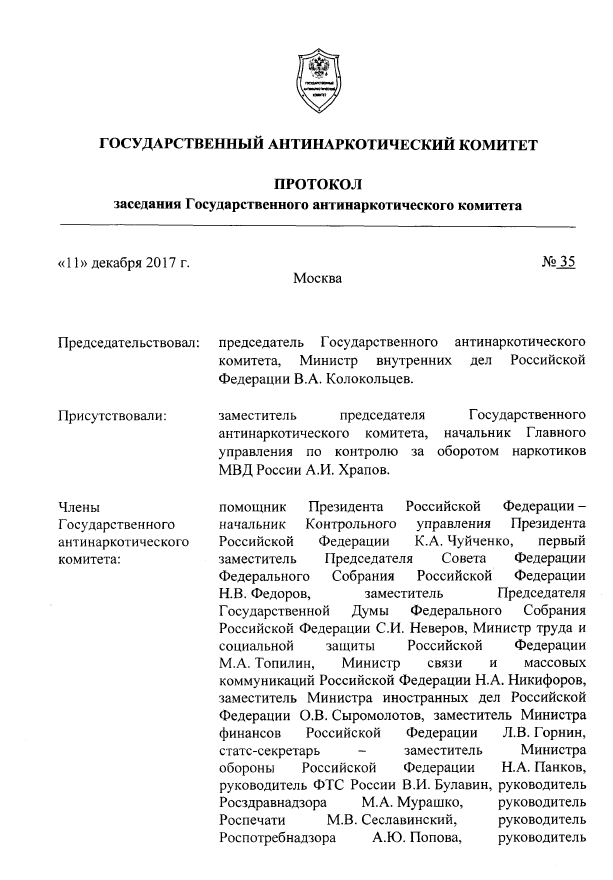 ГОСУДАРСТВЕННЫЙ
АНТИНАРКОТИЧЕСКИЙ
КОМИТЕТ
ГОСУДАРСТВЕННЫЙ АНТИНАРКОТИЧЕСКИЙ КОМИТЕТ
ПРОТОКОЛ
заседания Государственного антинаркотического комитета
«11» декабря 2017 г. № 35
Москва
Председательствовал: председатель Государственного антинаркотического
комитета, Министр внутренних дел Российской
Федерации В.А. Колокольцев.
Присутствовали: заместитель председателя Государственного
антинаркотического комитета, начальник Главного
управления по контролю за оборотом наркотиков
МВД России А.И. Храпов.
Члены помощник Президента Российской Федерации –
Государственного начальник Контрольного управления Президента
антинаркотического Российской Федерации К.А. Чуйченко, первый
комитета: заместитель Председателя Совета Федерации
Федерального Собрания Российской Федерации
Н.В. Федоров, заместитель Председателя
Государственной Думы Федерального Собрания
Российской Федерации С.И. Неверов, Министр труда и
социальной защиты Российской Федерации
М.А. Топилин, Министр связи и массовых
коммуникаций Российской Федерации Н.А. Никифоров,
заместитель Министра иностранных дел Российской
Федерации О.В. Сыромолотов, заместитель Министра
финансов Российской Федерации Л.В. Горнин,
статс-секретарь – заместитель Министра
обороны Российской Федерации Н.А. Панков,
руководитель ФТС России В.И. Булавин, руководитель
Росздравнадзора М.А. Мурашко, руководитель
Роспечати М.В. Сеславинский, руководитель
Роспотребнадзора А.Ю. Попова, руководитель